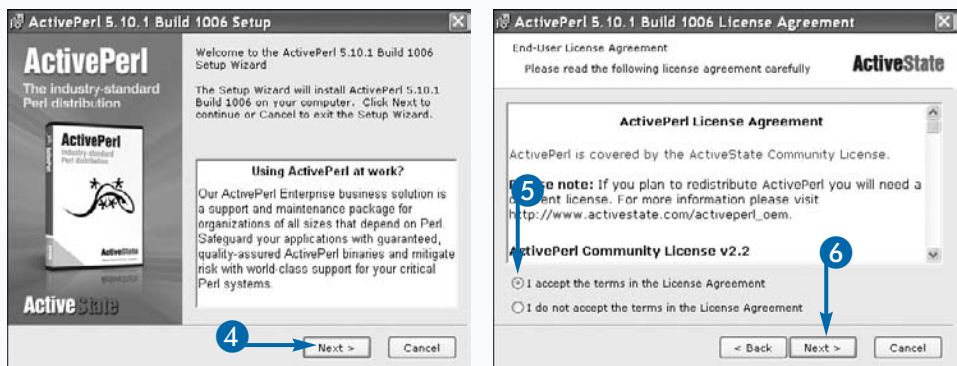 ActivePerl 5.10.1 Build 1006 Setup
ActivePerl
The industry-standard
Perl distribution
ActivePerl
Industry-standard
Perl distribution
ActiveState
ActiveState
Welcome to the ActivePerl 5.10.1 Build 1006
Setup Wizard
The Setup Wizard will install ActivePerl 5.10.1
Build 1006 on your computer. Click Next to
continue or Cancel to exit the Setup Wizard.
Using ActivePerl at work?
Our ActivePerl Enterprise business solution is
a support and maintenance package for
organizations of all sizes that depend on Perl.
Safeguard your applications with guaranteed,
quality-assured ActivePerl binaries and mitigate
risk with world-class support for your critical
Perl systems.
4
Next >
Cancel
ActivePerl 5.10.1 Build 1006 License Agreement
End-User License Agreement
Please read the following license agreement carefully
ActiveState
ActivePerl License Agreement
ActivePerl is covered by the ActiveState Community License.
note: If you plan to redistribute ActivePerl you will need a
license. For more information please visit
http://www.activestate.com/activeperl_oem.
ActivePerl Community License v2.2
5
6
I accept the terms in the License Agreement
I do not accept the terms in the License Agreement
< Back
Next >
Cancel